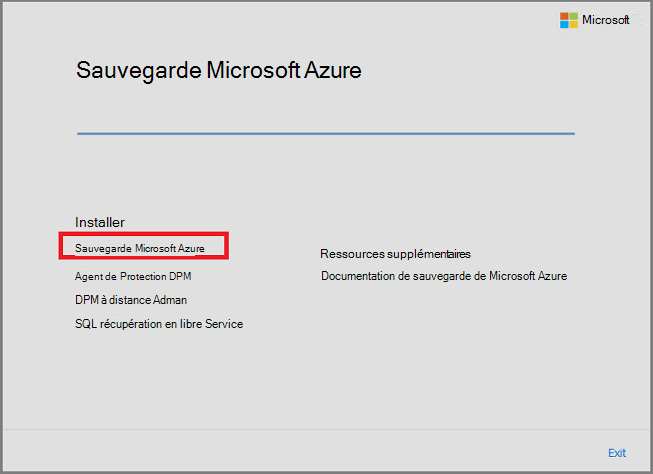 Microsoft
Sauvegarde Microsoft Azure
Installer
Sauvegarde Microsoft Azure
Agent de Protection DPM
DPM à distance Adman
SQL récupération en libre Service
Ressources supplémentaires
Documentation de sauvegarde de Microsoft Azure
Exit